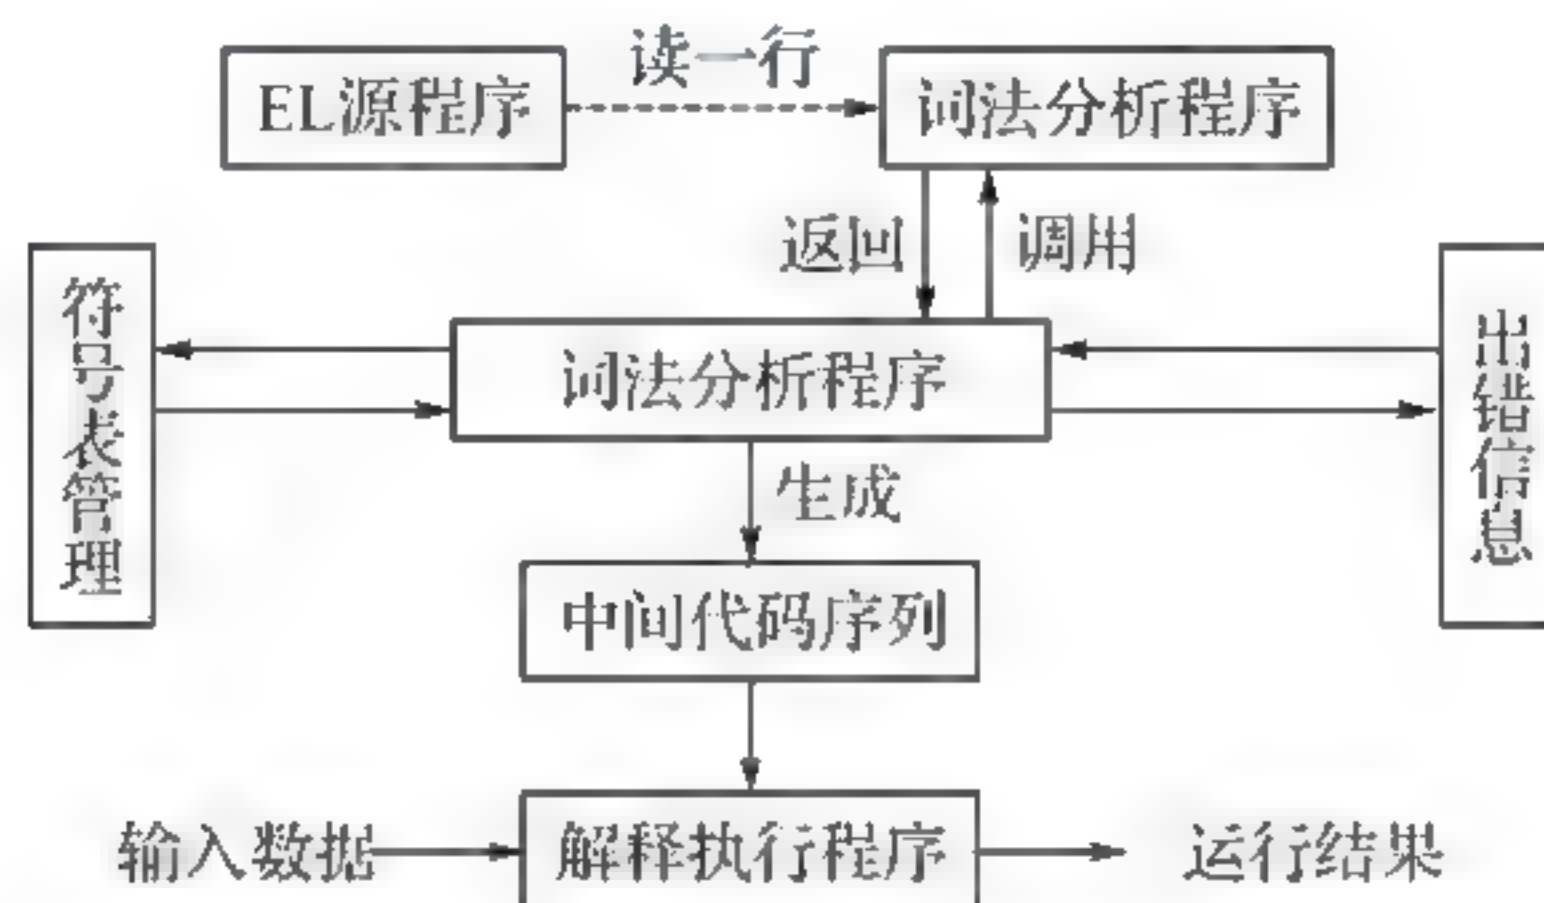 读一行
EL源程序
词法分析程序
返回
调用
符号表管理
词法分析程序
出错信息
生成
中间代码序列
输入数据
解释执行程序
运行结果